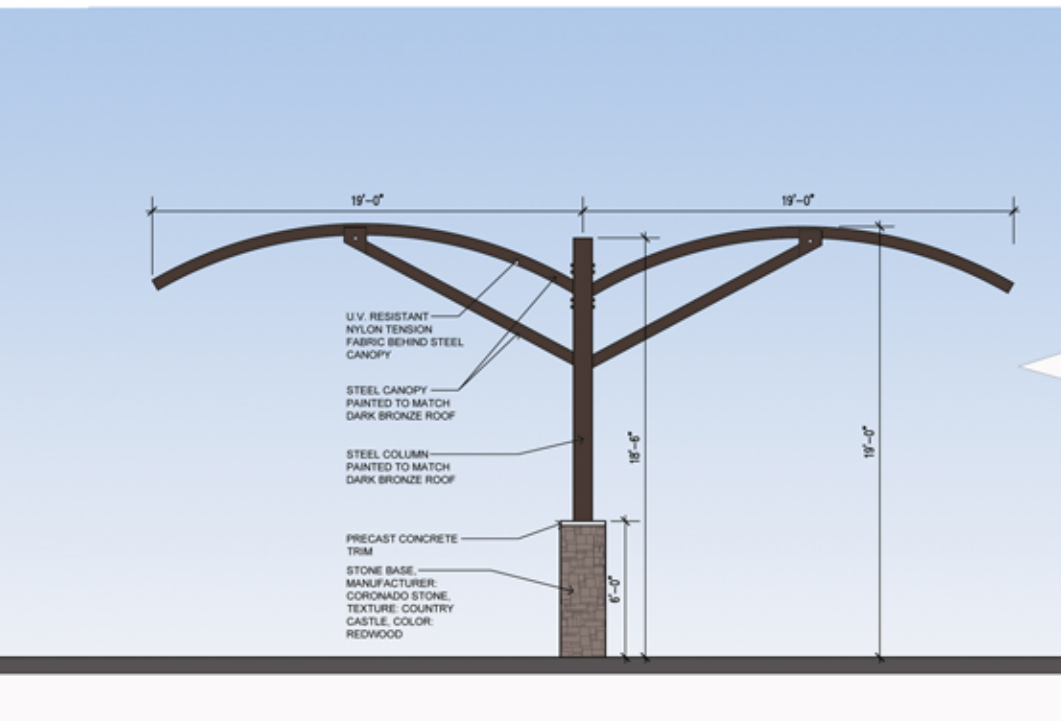 19'-0"
19'-0"
U.V. RESISTANT
NYLON TENSION
FABRIC BEHIND STEEL
CANOPY
STEEL CANOPY
PAINTED TO MATCH
DARK BRONZE ROOF
18'-6"
19'-0"
STEEL COLUMN
PAINTED TO MATCH
DARK BRONZE ROOF
PRECAST CONCRETE
TRIM
STONE BASE,
MANUFACTURER:
CORONADO STONE,
TEXTURE: COUNTRY
CASTLE, COLOR:
REDWOOD
6'-0"